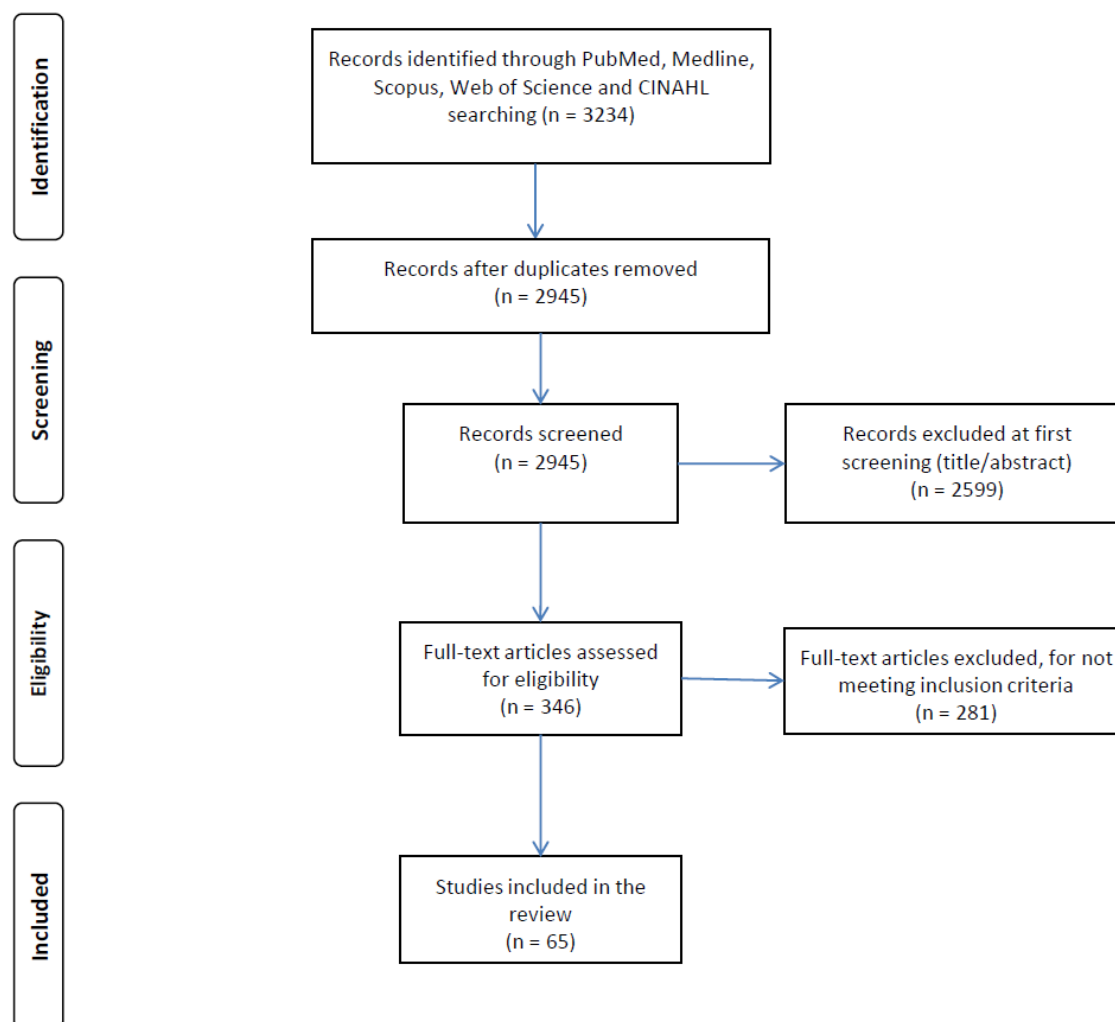 Identification
Records identified through PubMed, Medline,
Scopus, Web of Science and CINAHL
searching (n = 3234)
Records after duplicates removed
(n = 2945)
Screening
Records screened
(n = 2945)
Records excluded at first
screening (title/abstract)
(n = 2599)
Eligibility
Full-text articles assessed
for eligibility
(n = 346)
Full-text articles excluded, for not
meeting inclusion criteria
(n = 281)
Included
Studies included in the
review
(n = 65)